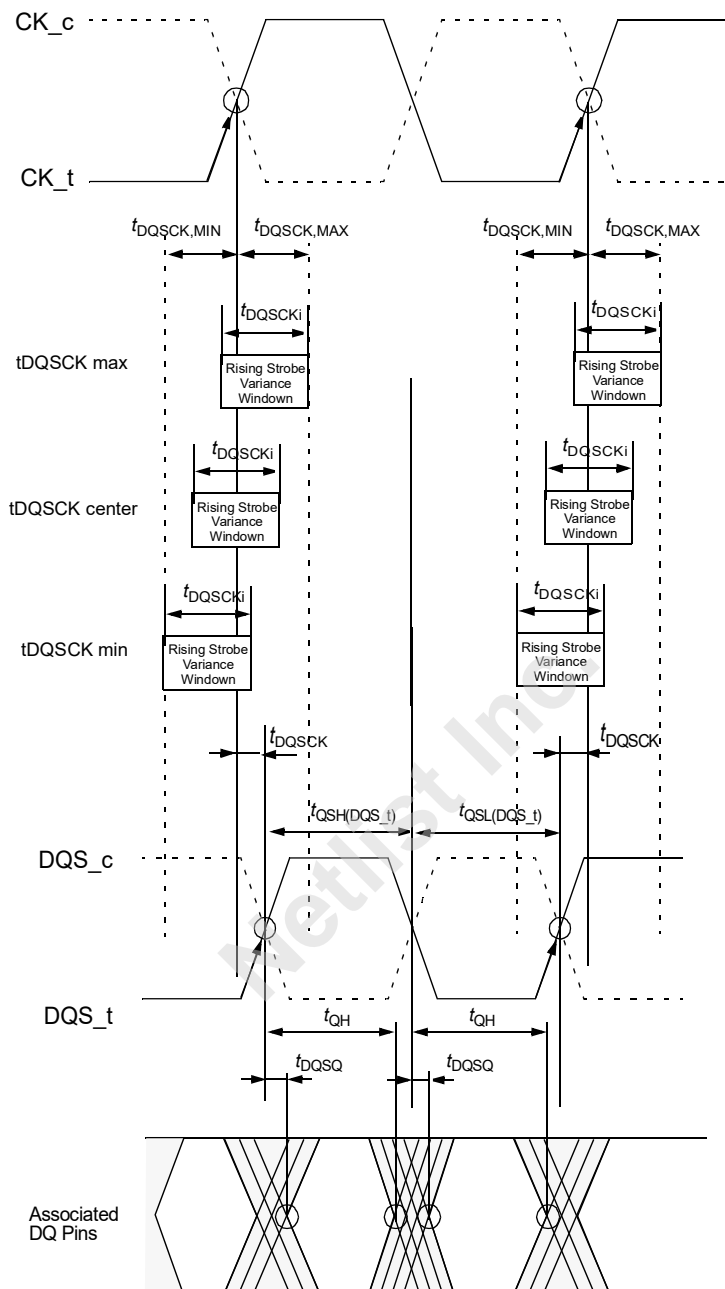 CK_c
CK_t
tDQSCK,MIN
tDQSCK,MAX
tDQSCK,MIN
tDQSCK,MAX
tDQSCKi
tDQSCKi
tDQSCK max
Rising Strobe
Variance
Windown
Rising Strobe
Variance
Windown
tDQSCKi
tDQSCKi
tDQSCK center
Rising Strobe
Variance
Windown
Rising Strobe
Variance
Windown
tDQSCKi
tDQSCKi
tDQSCK min
Rising Strobe
Variance
Windown
Rising Strobe
Variance
Windown
tDQSCK
tDQSCK
tQSH(DQS_t)
tQSL(DQS_t)
Netlist Inc.
DQS_c
DQS_t
tQH
tQH
tDQSQ
tDQSQ
Associated
DQ Pins